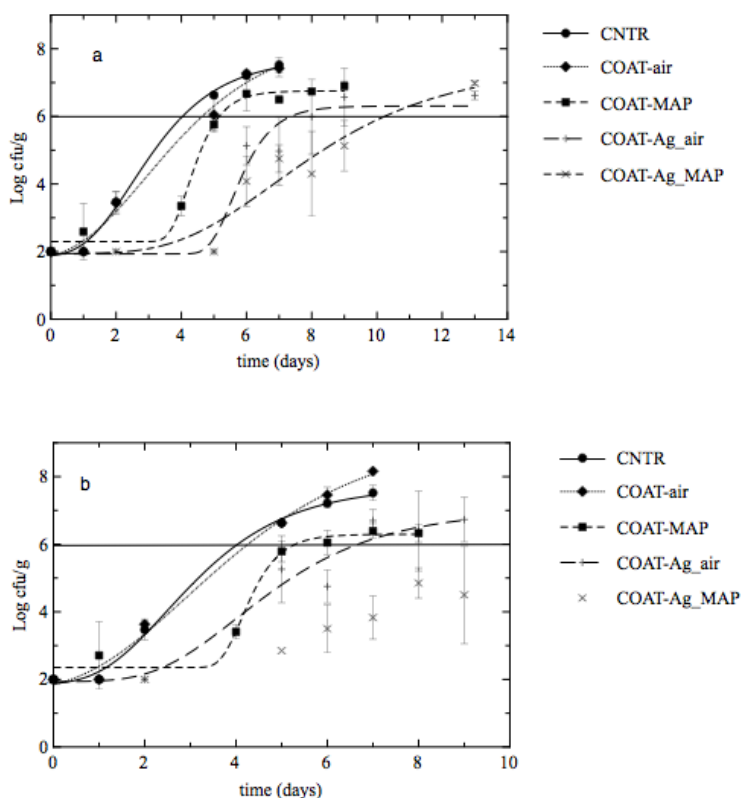 a
Log cfu/g
8
6
4
2
0
0 2 4 6 8 10 12 14
time (days)
CNTR
COAT-air
COAT-MAP
COAT-Ag_air
COAT-Ag_MAP
b
Log cfu/g
8
6
4
2
0
0 2 4 6 8 10
time (days)
CNTR
COAT-air
COAT-MAP
COAT-Ag_air
COAT-Ag_MAP